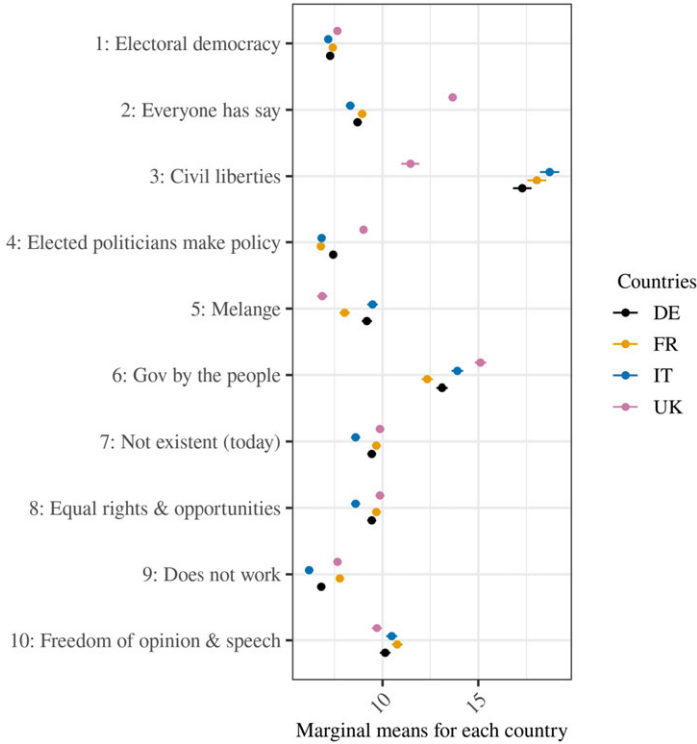 1: Electoral democracy
2: Everyone has say
3: Civil liberties
4: Elected politicians make policy
5: Melange
6: Gov by the people
7: Not existent (today)
8: Equal rights & opportunities
9: Does not work
10: Freedom of opinion & speech
10
15
Marginal means for each country
Countries
DE
FR
IT
UK